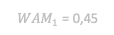 WAM₁ = 0,45